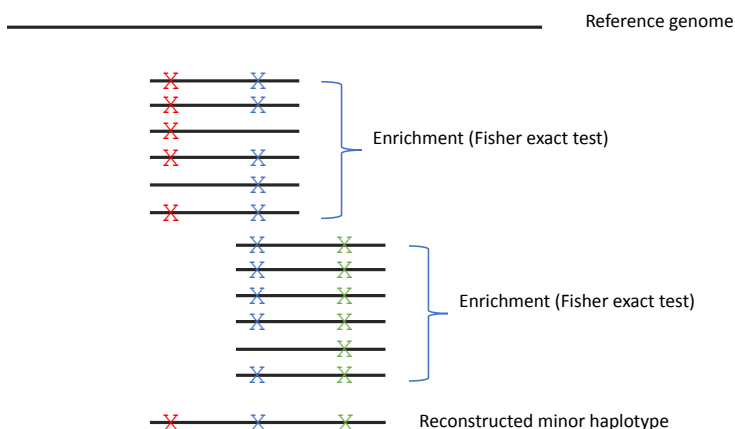 Reference genome
X X
X X
X
X X
X
X X
Enrichment (Fisher exact test)
X X
X X
X X
X X
X
X X
Enrichment (Fisher exact test)
X X X
Reconstructed minor haplotype